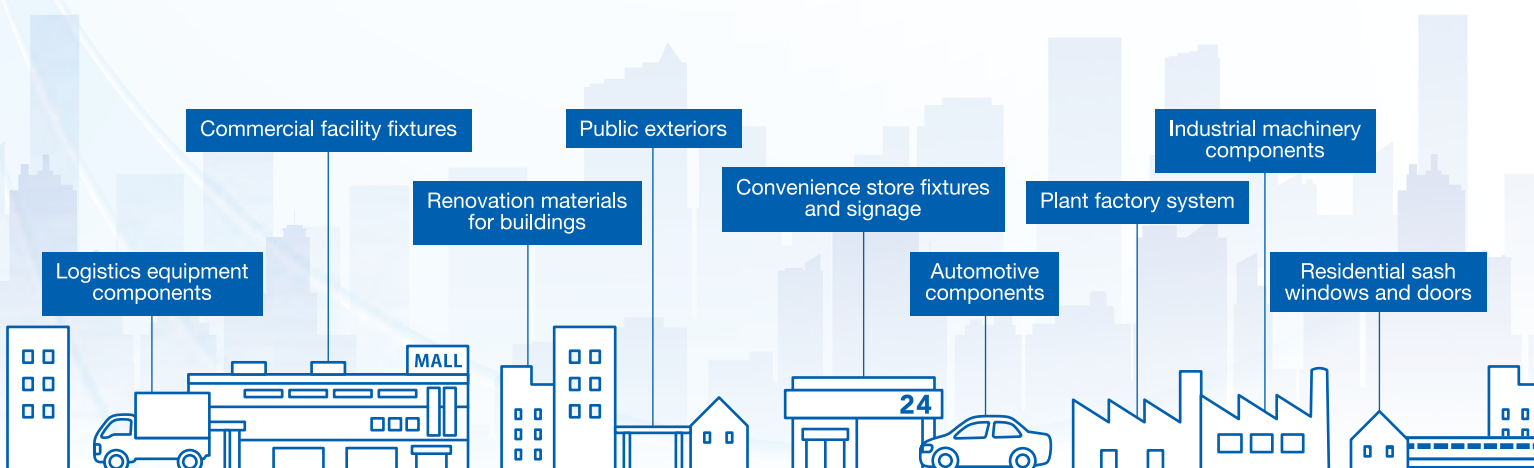 Commercial facility fixtures
Public exteriors
Industrial machinery
components
Renovation materials
for buildings
Convenience store fixtures
and signage
Plant factory system
Logistics equipment
components
Automotive
components
Residential sash
windows and doors
MALL
24